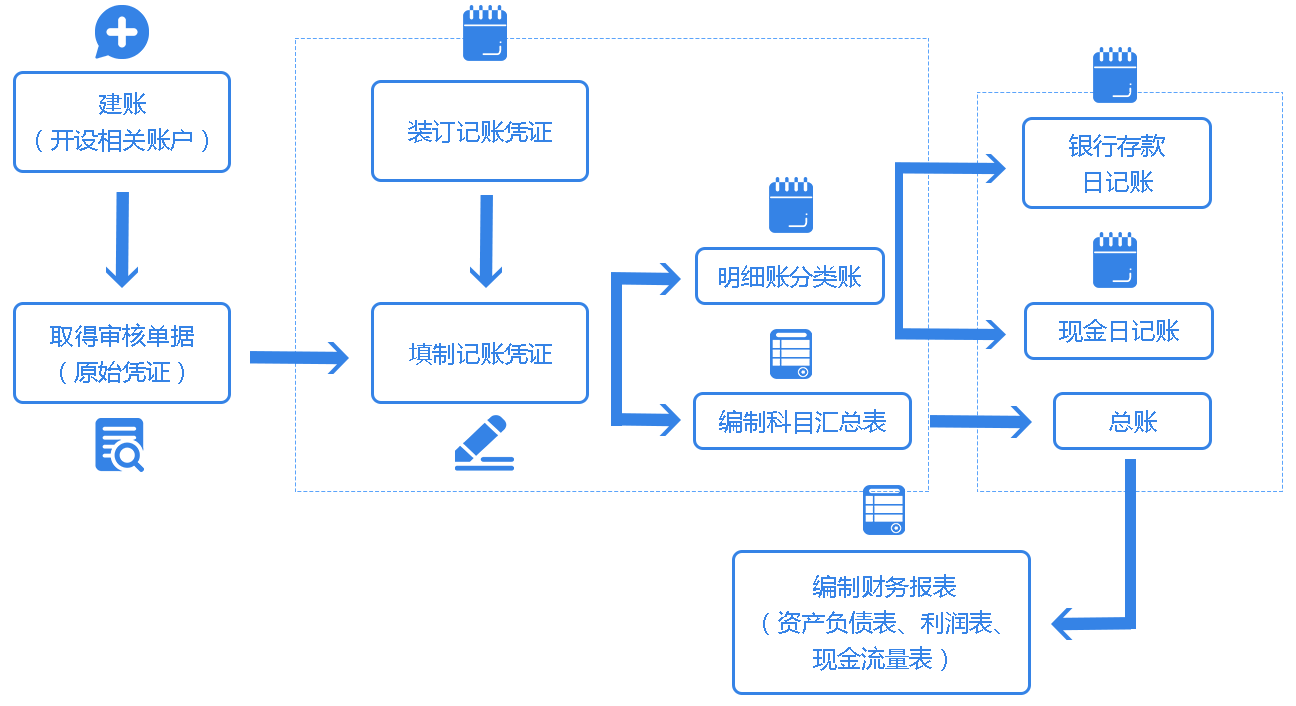 建账
（开设相关账户）
取得审核单据
（原始凭证）
装订记账凭证
填制记账凭证
明细账分类账
编制科目汇总表
银行存款
日记账
现金日记账
总账
编制财务报表
（资产负债表、利润表、
现金流量表）